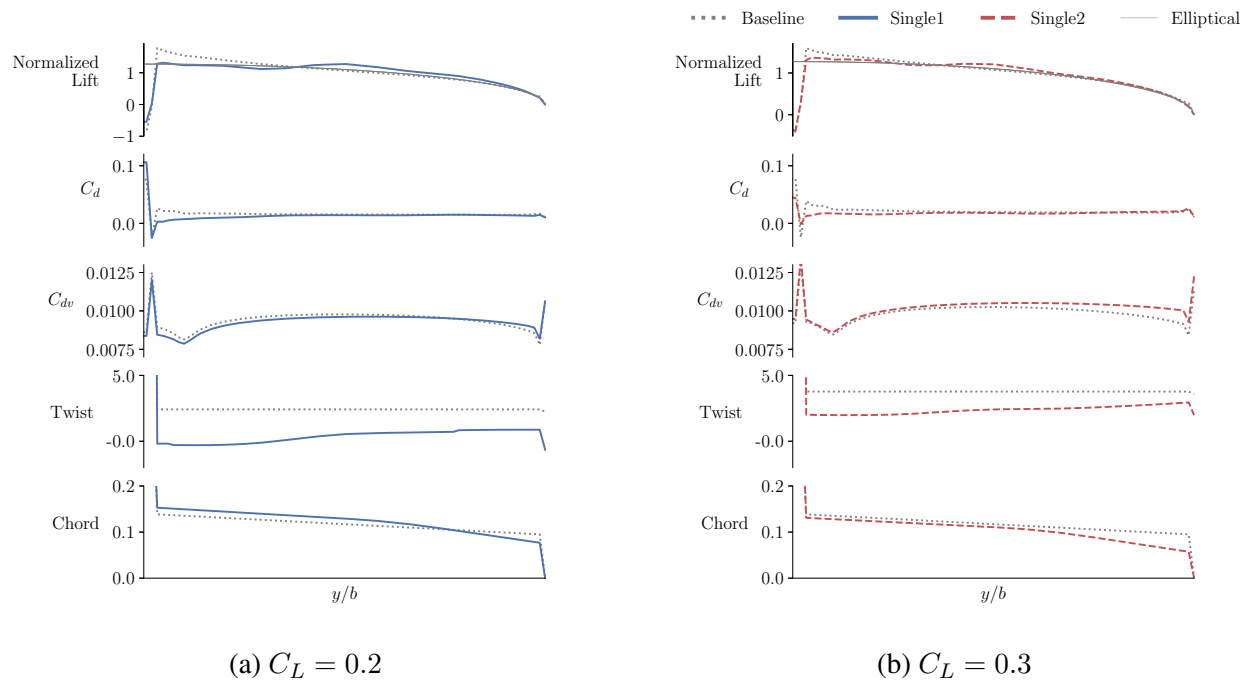 Baseline Single1 Single2 Elliptical
Normalized
Lift
1
0
−1
C_d
0.1
0.0
C_dv
0.0125
0.0100
0.0075
Twist
5.0
-0.0
Chord
0.2
0.1
0.0
y/b
(a) C_L = 0.2
Normalized
Lift
1
0
C_d
0.1
0.0
C_dv
0.0125
0.0100
0.0075
Twist
5.0
-0.0
Chord
0.2
0.1
0.0
y/b
(b) C_L = 0.3